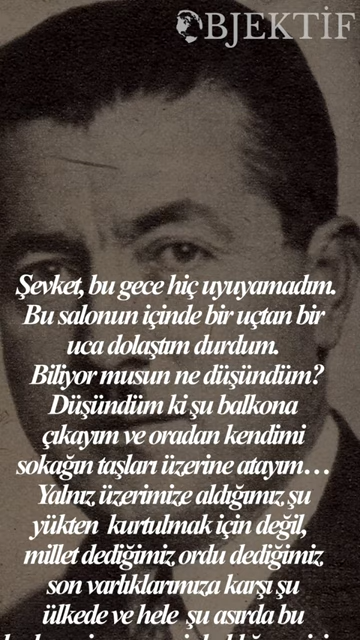 OBJEKTİF
Şevket, bu gece hiç uyuyamadım.
Bu salonun içinde bir uçtan bir
uca dolaştım durdum.
Biliyor musun ne düşündüm?
Düşündüm ki şu balkona
çıkayım ve oradan kendimi
sokağın taşları üzerine atayım…
Yalnız üzerimize aldığımız şu
yükten kurtulmak için değil,
millet dediğimiz ordu dediğimiz
son varlıklarımıza karşı şu
ülkede ve hele şu asırda bu